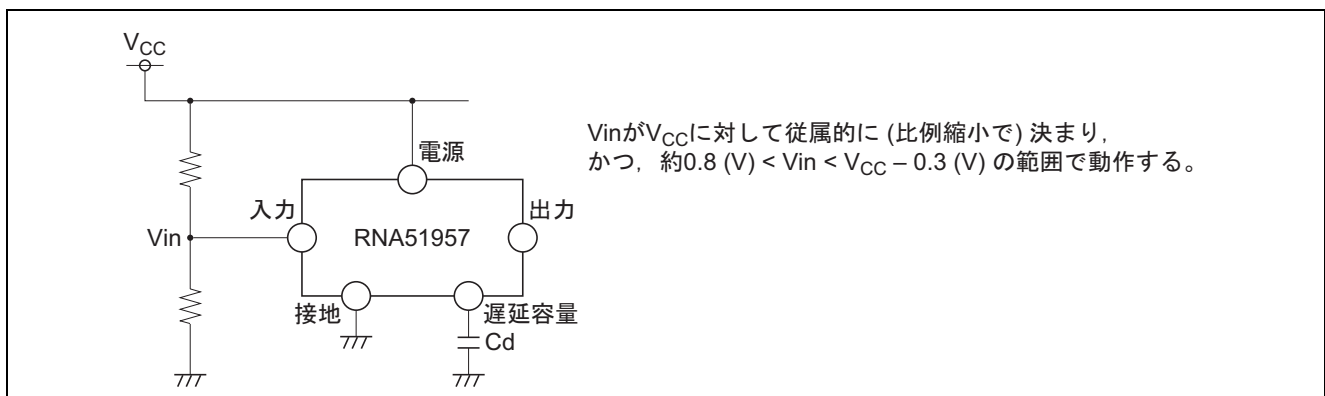 VCC
VinがVCCに対して従属的に (比例縮小で) 決まり,
かつ, 約0.8 (V) < Vin < VCC – 0.3 (V) の範囲で動作する。
電源
入力
出力
Vin
RNA51957
接地
遅延容量
Cd